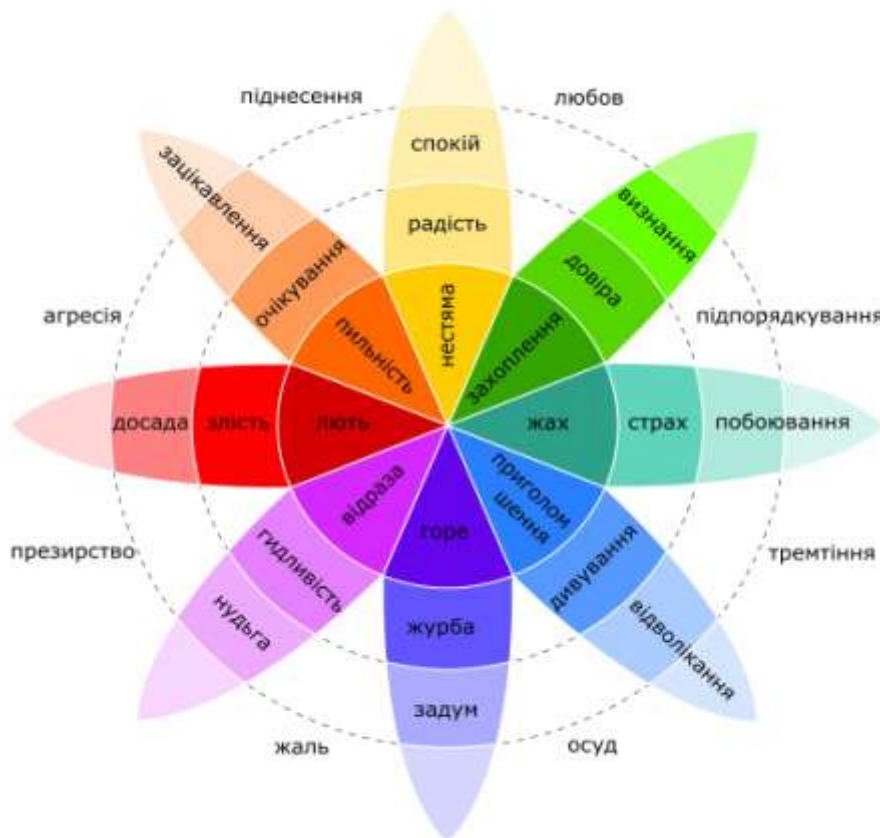 піднесення
любов
спокій
зацікавлення
визнання
радість
очікування
довіра
нестяма
пильність
захоплення
агресія
підпорядкування
досада
злість
лють
жах
страх
побоювання
відраза
приголом
шення
горе
презирство
тремтіння
гидливість
дивування
нудьга
журба
відволікання
задум
жаль
осуд